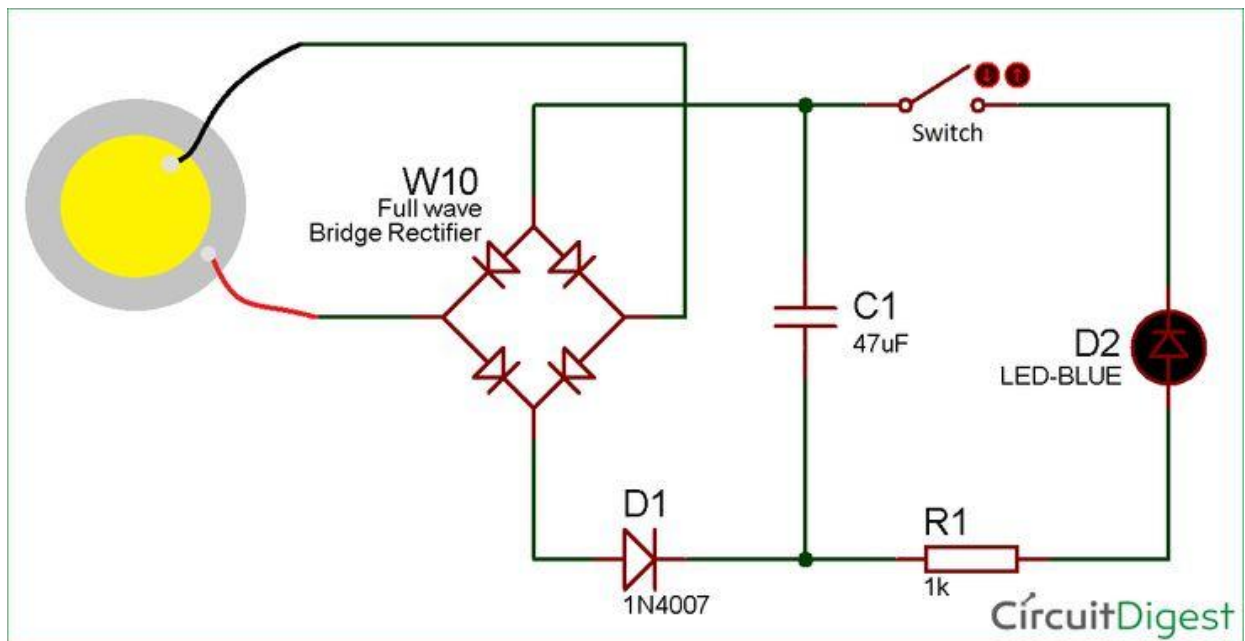 W10
Full wave
Bridge Rectifier
Switch
C1
47uF
D2
LED-BLUE
D1
1N4007
R1
1k
CircuitDigest